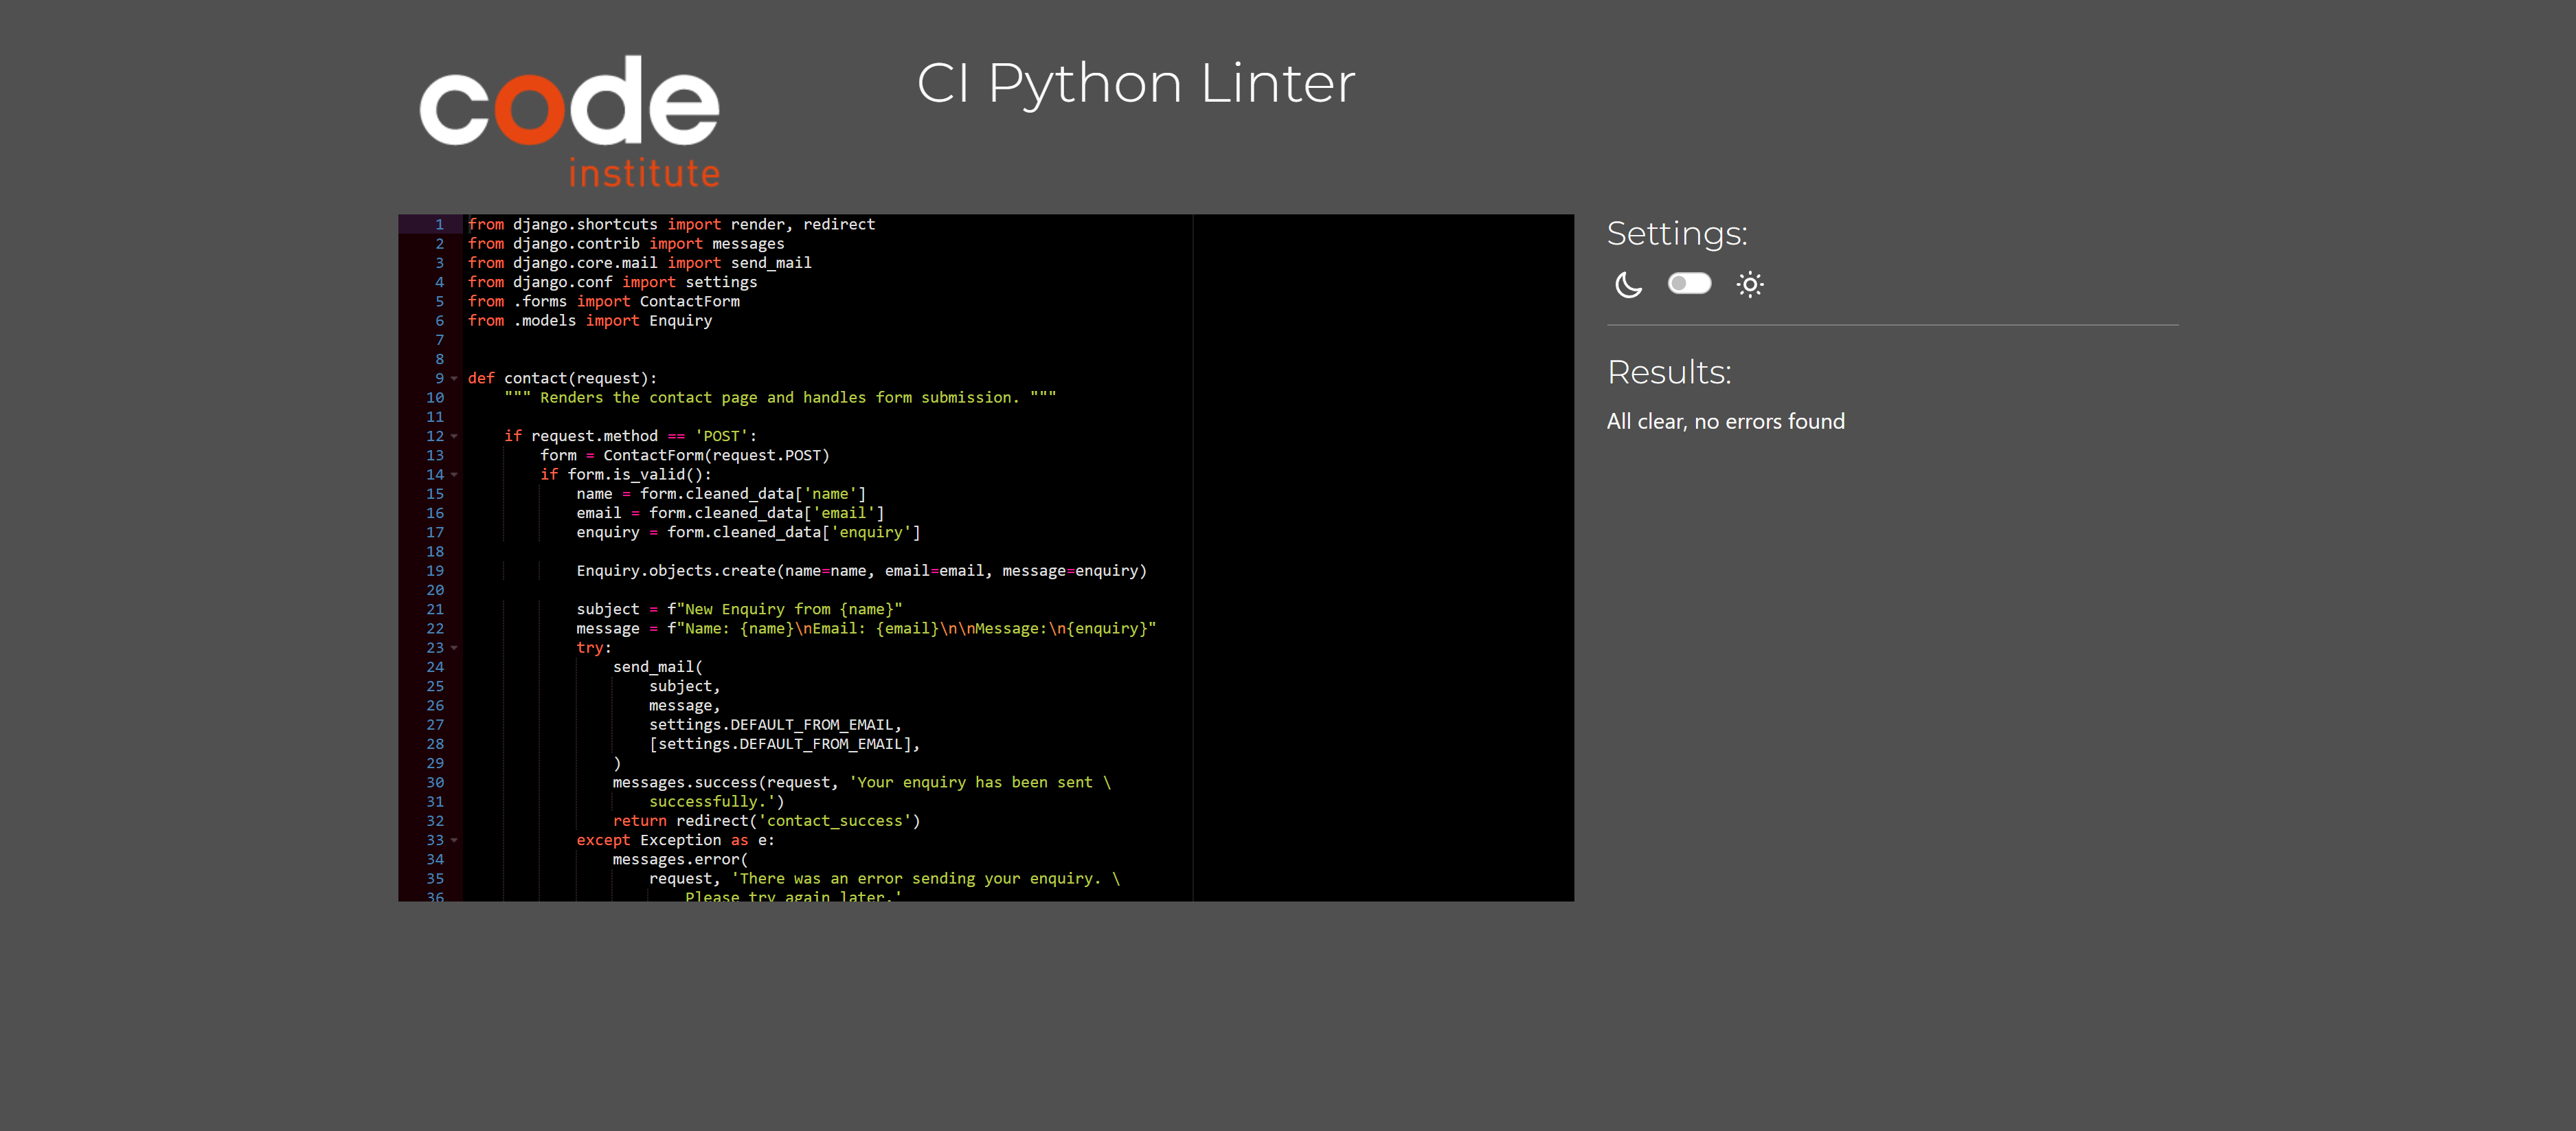 code
institute
CI Python Linter
1 from django.shortcuts import render, redirect
2 from django.contrib import messages
3 from django.core.mail import send_mail
4 from django.conf import settings
5 from .forms import ContactForm
6 from .models import Enquiry
7
8
9 def contact(request):
10     """ Renders the contact page and handles form submission. """
11
12     if request.method == 'POST':
13         form = ContactForm(request.POST)
14         if form.is_valid():
15             name = form.cleaned_data['name']
16             email = form.cleaned_data['email']
17             enquiry = form.cleaned_data['enquiry']
18
19             Enquiry.objects.create(name=name, email=email, message=enquiry)
20
21             subject = f"New Enquiry from {name}"
22             message = f"Name: {name}\nEmail: {email}\n\nMessage:\n{enquiry}"
23             try:
24                 send_mail(
25                     subject,
26                     message,
27                     settings.DEFAULT_FROM_EMAIL,
28                     [settings.DEFAULT_FROM_EMAIL],
29                 )
30                 messages.success(request, 'Your enquiry has been sent \
31                     successfully.')
32                 return redirect('contact_success')
33             except Exception as e:
34                 messages.error(
35                     request, 'There was an error sending your enquiry. \
36                         Please try again later.'
Settings:
Results:
All clear, no errors found